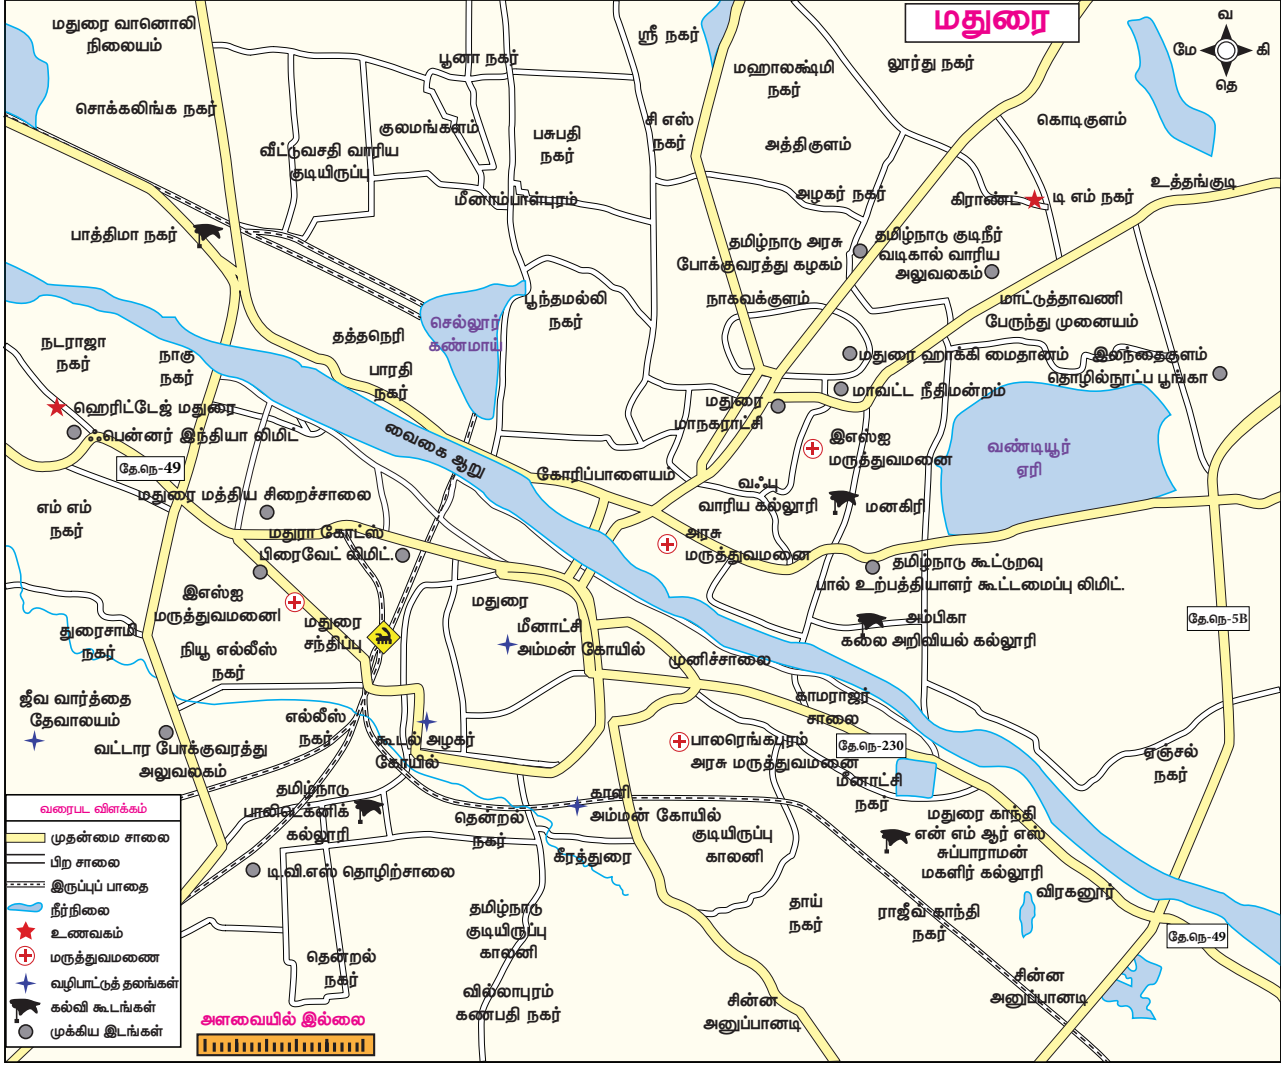 மதுரை
வ
மே
கி
தெ
மதுரை வானொலி
நிலையம்
பூனா நகர்
ஸ்ரீ நகர்
மஹாலக்ஷ்மி
நகர்
லூர்து நகர்
சொக்கலிங்க நகர்
குலமங்களம்
பசுபதி
நகர்
சி எஸ்
நகர்
அத்திகுளம்
கொடிகுளம்
வீட்டுவசதி வாரிய
குடியிருப்பு
மீனாம்பாள்புரம்
அழகர் நகர்
கிராண்ட்
டி எம் நகர்
உத்தங்குடி
பாத்திமா நகர்
தமிழ்நாடு அரசு
போக்குவரத்து கழகம்
தமிழ்நாடு குடிநீர்
வடிகால் வாரிய
அலுவலகம்
பூந்தமல்லி
நகர்
நாகவக்குளம்
மாட்டுத்தாவணி
பேருந்து முனையம்
செல்லூர்
கண்மாய்
தத்தநெரி
நடராஜா
நகர்
நாகு
நகர்
பாரதி
நகர்
மதுரை ஹாக்கி மைதானம்
இலந்தைகுளம்
தொழில்நூட்ப பூங்கா
மாவட்ட நீதிமன்றம்
ஹெரிட்டேஜ் மதுரை
மதுரை
மாநகராட்சி
ஃபென்னர் இந்தியா லிமிட்
வைகை ஆறு
இஎஸ்ஐ
மருத்துவமனை
வண்டியூர்
ஏரி
தே.நெ-49
கோரிப்பாளையம்
வஃபு
வாரிய கல்லூரி
மனகிரி
மதுரை மத்திய சிறைச்சாலை
எம் எம்
நகர்
மதுரா கோட்ஸ்
பிரைவேட் லிமிட்.
அரசு
மருத்துவமனை
தமிழ்நாடு கூட்டுறவு
பால் உற்பத்தியாளர் கூட்டமைப்பு லிமிட்.
இஎஸ்ஐ
மருத்துவமனை
மதுரை
சந்திப்பு
மதுரை
மீனாட்சி
அம்மன் கோயில்
அம்பிகா
கலை அறிவியல் கல்லூரி
தே.நெ-5B
துரைசாமி
நகர்
நியூ எல்லீஸ்
நகர்
முனிச்சாலை
காமராஜர்
சாலை
ஜீவ வார்த்தை
தேவாலயம்
எல்லீஸ்
நகர்
கூடல் அழகர்
கோயில்
பாலரெங்கபுரம்
அரசு மருத்துவமனை
தே.நெ-230
வட்டார போக்குவரத்து
அலுவலகம்
மீனாட்சி
நகர்
ஏஞ்சல்
நகர்
தமிழ்நாடு
பாலிடெக்னிக்
கல்லூரி
தென்றல்
நகர்
காளி
அம்மன் கோயில்
குடியிருப்பு
காலனி
மதுரை காந்தி
என் எம் ஆர் எஸ்
சுப்பாராமன்
மகளிர் கல்லூரி
கீரத்துரை
டி.வி.எஸ் தொழிற்சாலை
விரகனூர்
தாய்
நகர்
ராஜீவ் காந்தி
நகர்
தே.நெ-49
தமிழ்நாடு
குடியிருப்பு
காலனி
தென்றல்
நகர்
வில்லாபுரம்
கணபதி நகர்
சின்ன
அனுப்பானடி
சின்ன
அனுப்பானடி
வரைபட விளக்கம்
முதன்மை சாலை
பிற சாலை
இருப்புப் பாதை
நீர்நிலை
உணவகம்
மருத்துவமணை
வழிபாட்டுத் தலங்கள்
கல்வி கூடங்கள்
முக்கிய இடங்கள்
அளவையில் இல்லை